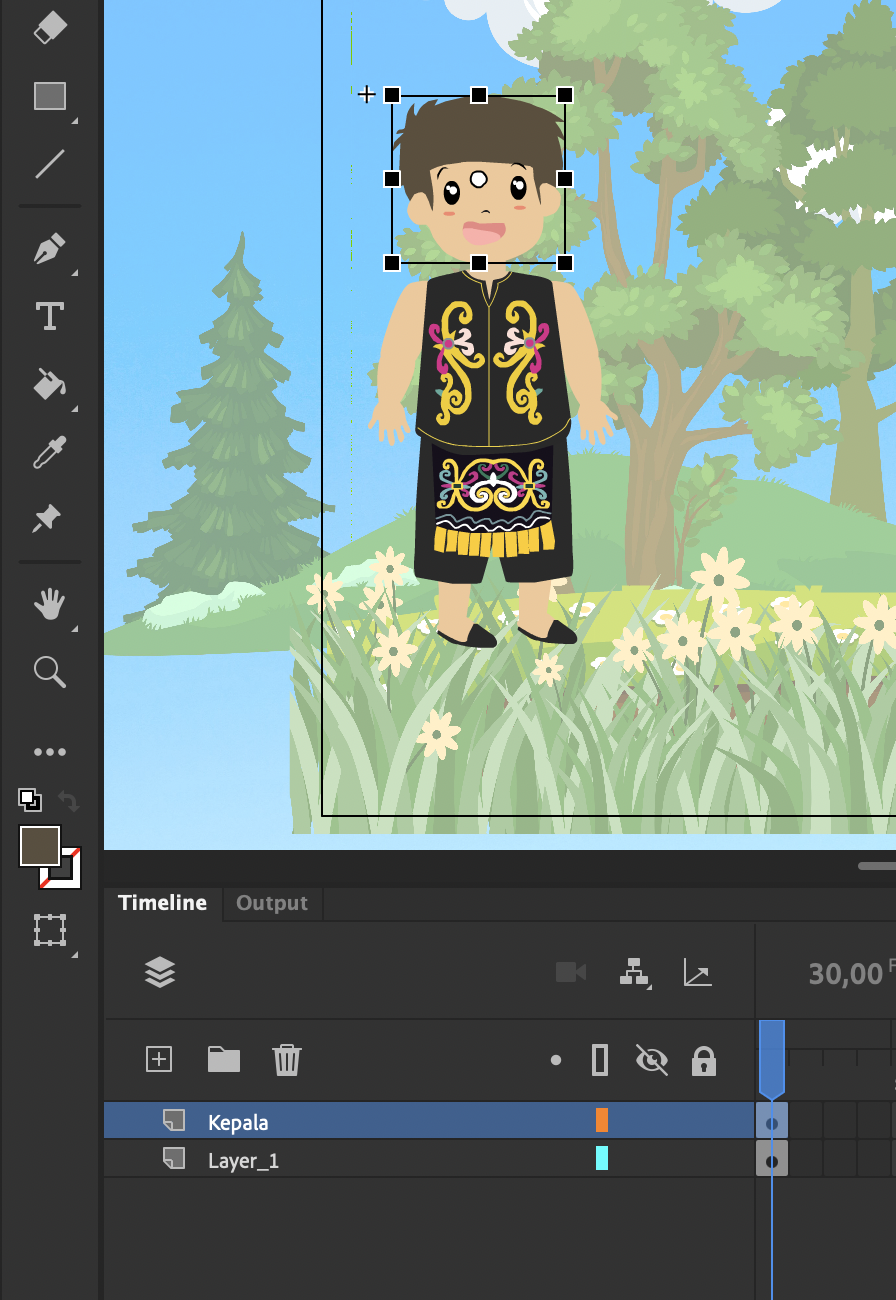 Timeline
Output
30,00 F
Kepala
Layer_1